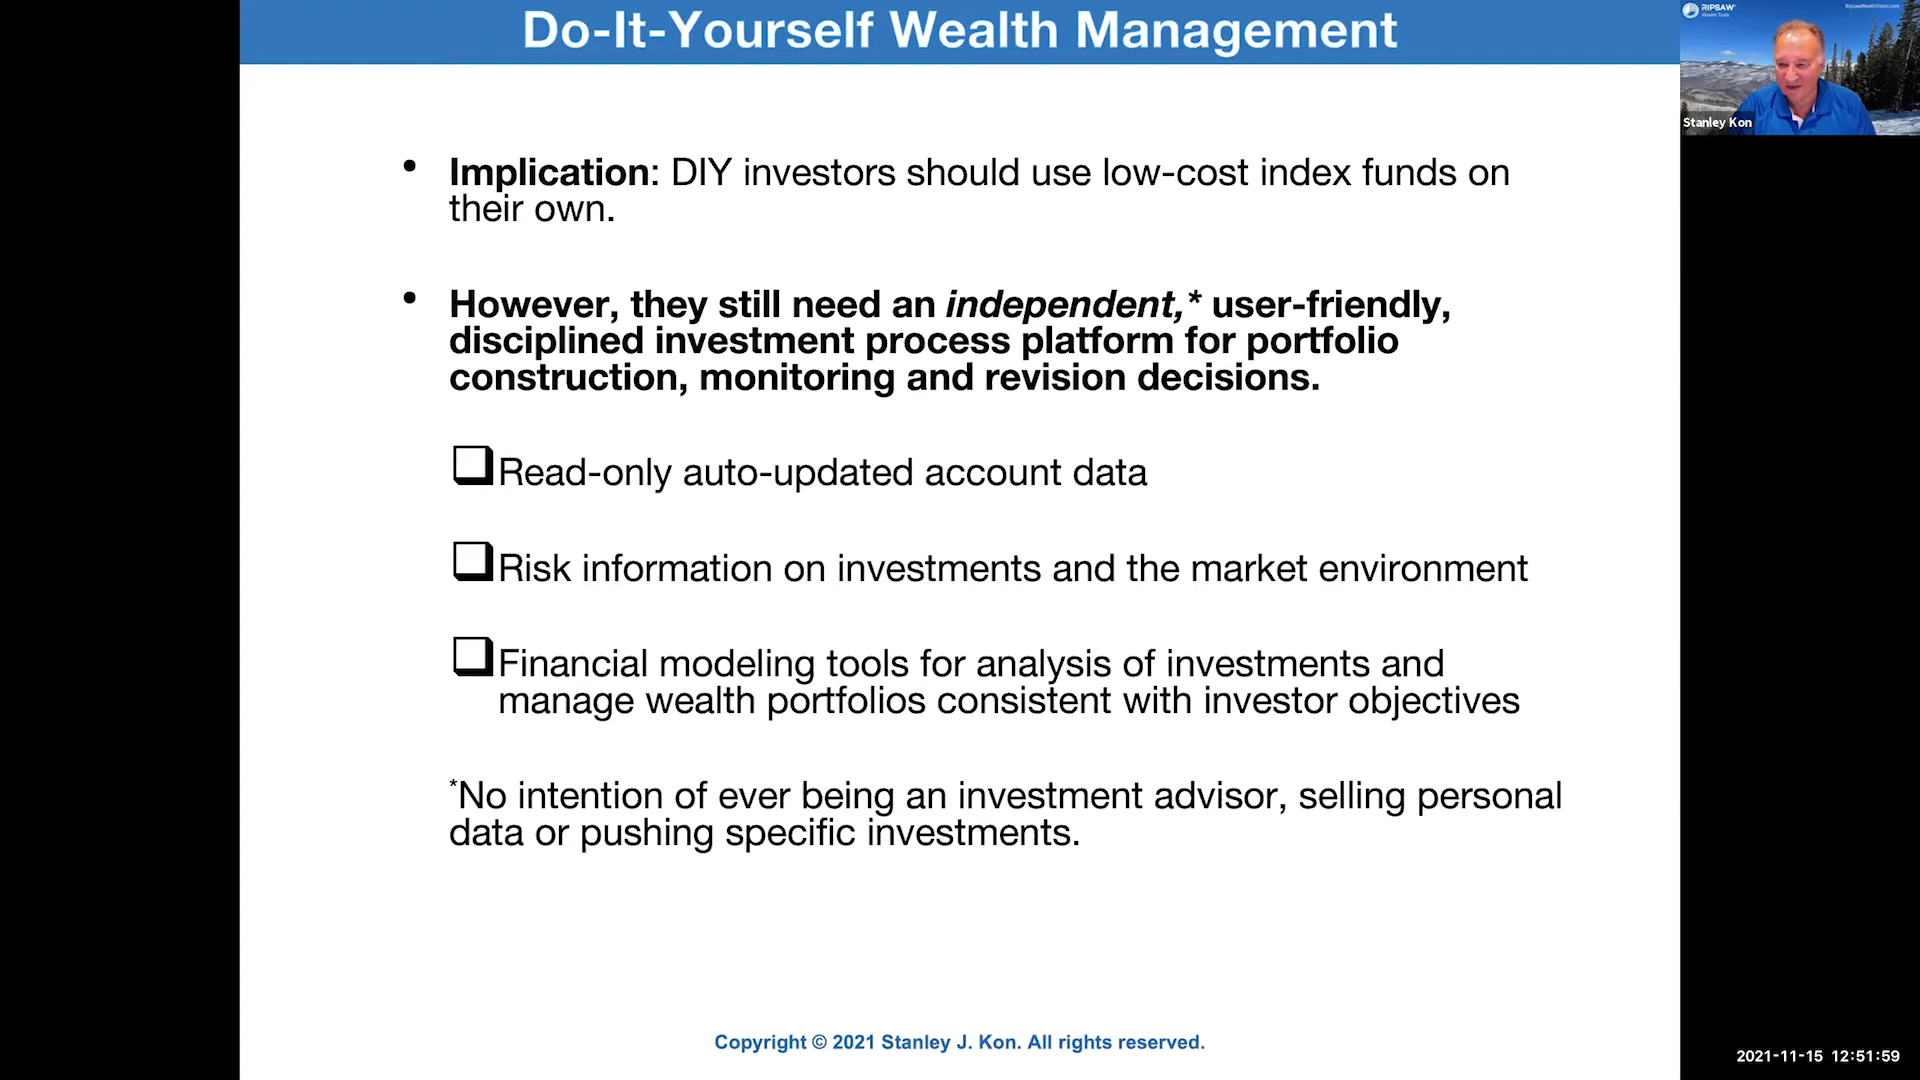 Do-It-Yourself Wealth Management
RIPSAW
Wealth Tools
RipsawWealthTools.com
Stanley Kon
• Implication: DIY investors should use low-cost index funds on
their own.
• However, they still need an independent,* user-friendly,
disciplined investment process platform for portfolio
construction, monitoring and revision decisions.
❑Read-only auto-updated account data
❑Risk information on investments and the market environment
❑Financial modeling tools for analysis of investments and
manage wealth portfolios consistent with investor objectives
*No intention of ever being an investment advisor, selling personal
data or pushing specific investments.
Copyright © 2021 Stanley J. Kon. All rights reserved.
2021-11-15 12:51:59